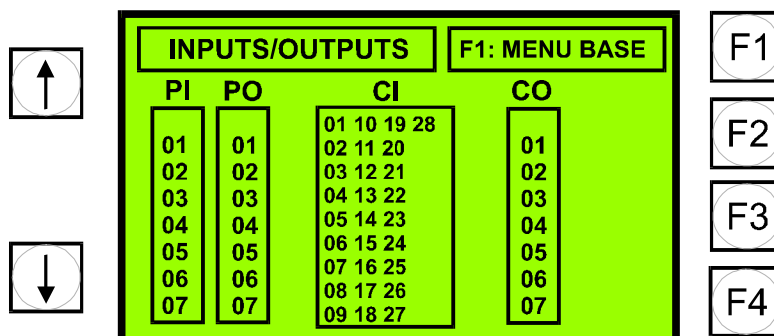 INPUTS/OUTPUTS F1: MENU BASE
PI PO CI CO
01 10 19 28
01 01 02 11 20 01
02 02 03 12 21 02
03 03 04 13 22 03
04 04 05 14 23 04
05 05 06 15 24 05
06 06 07 16 25 06
07 07 08 17 26 07
09 18 27
F1
F2
F3
F4